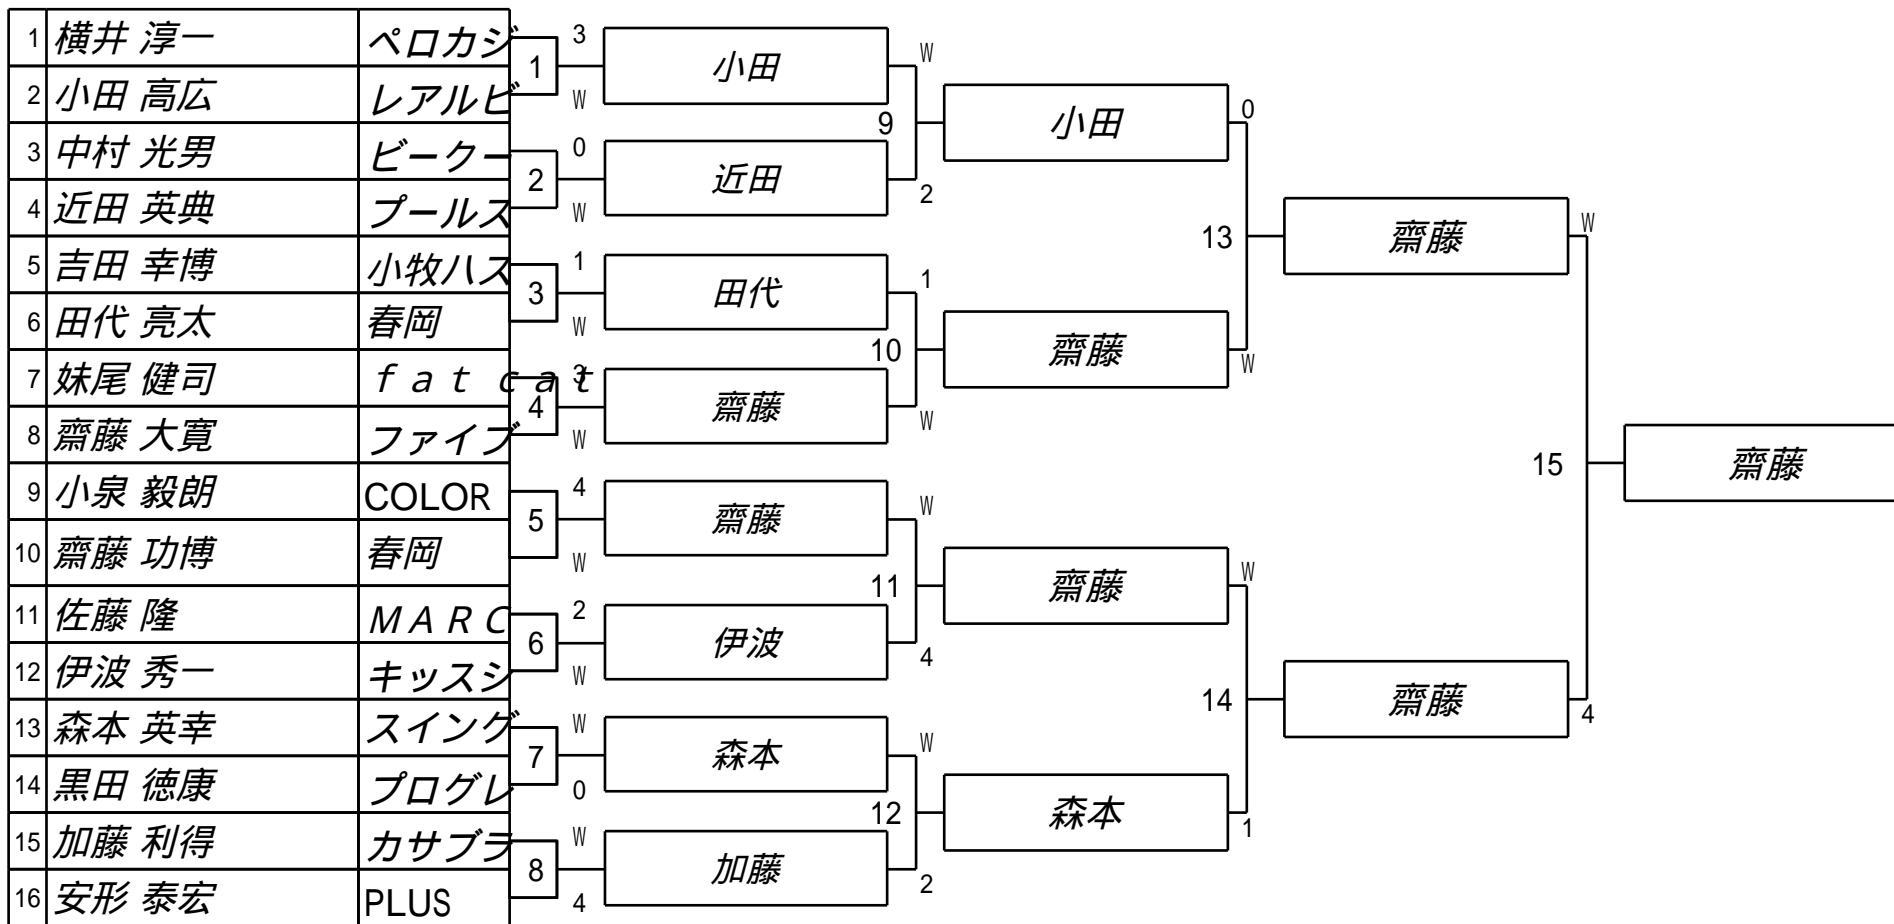 1 横井 淳一 ペロカジ
2 小田 高広 レアルビ
3 中村 光男 ビークー
4 近田 英典 プールス
5 吉田 幸博 小牧ハス
6 田代 亮太 春岡
7 妹尾 健司 ｆａｔ ｃａｔ
8 齋藤 大寛 ファイブ
9 小泉 毅朗 COLOR
10 齋藤 功博 春岡
11 佐藤 隆 ＭＡＲＣ
12 伊波 秀一 キッスジ
13 森本 英幸 スイング
14 黒田 徳康 プログレ
15 加藤 利得 カサブラ
16 安形 泰宏 PLUS
1 3 W
2 0 W
3 1 W
4 3 W
5 4 W
6 2 W
7 W 0
8 W 4
小田 W
9
近田 2
田代 1
10
齋藤 W
齋藤 W
11
伊波 4
森本 W
12
加藤 2
小田 0
13
齋藤 W
齋藤 W
14
森本 1
齋藤 W
15
齋藤 4
齋藤